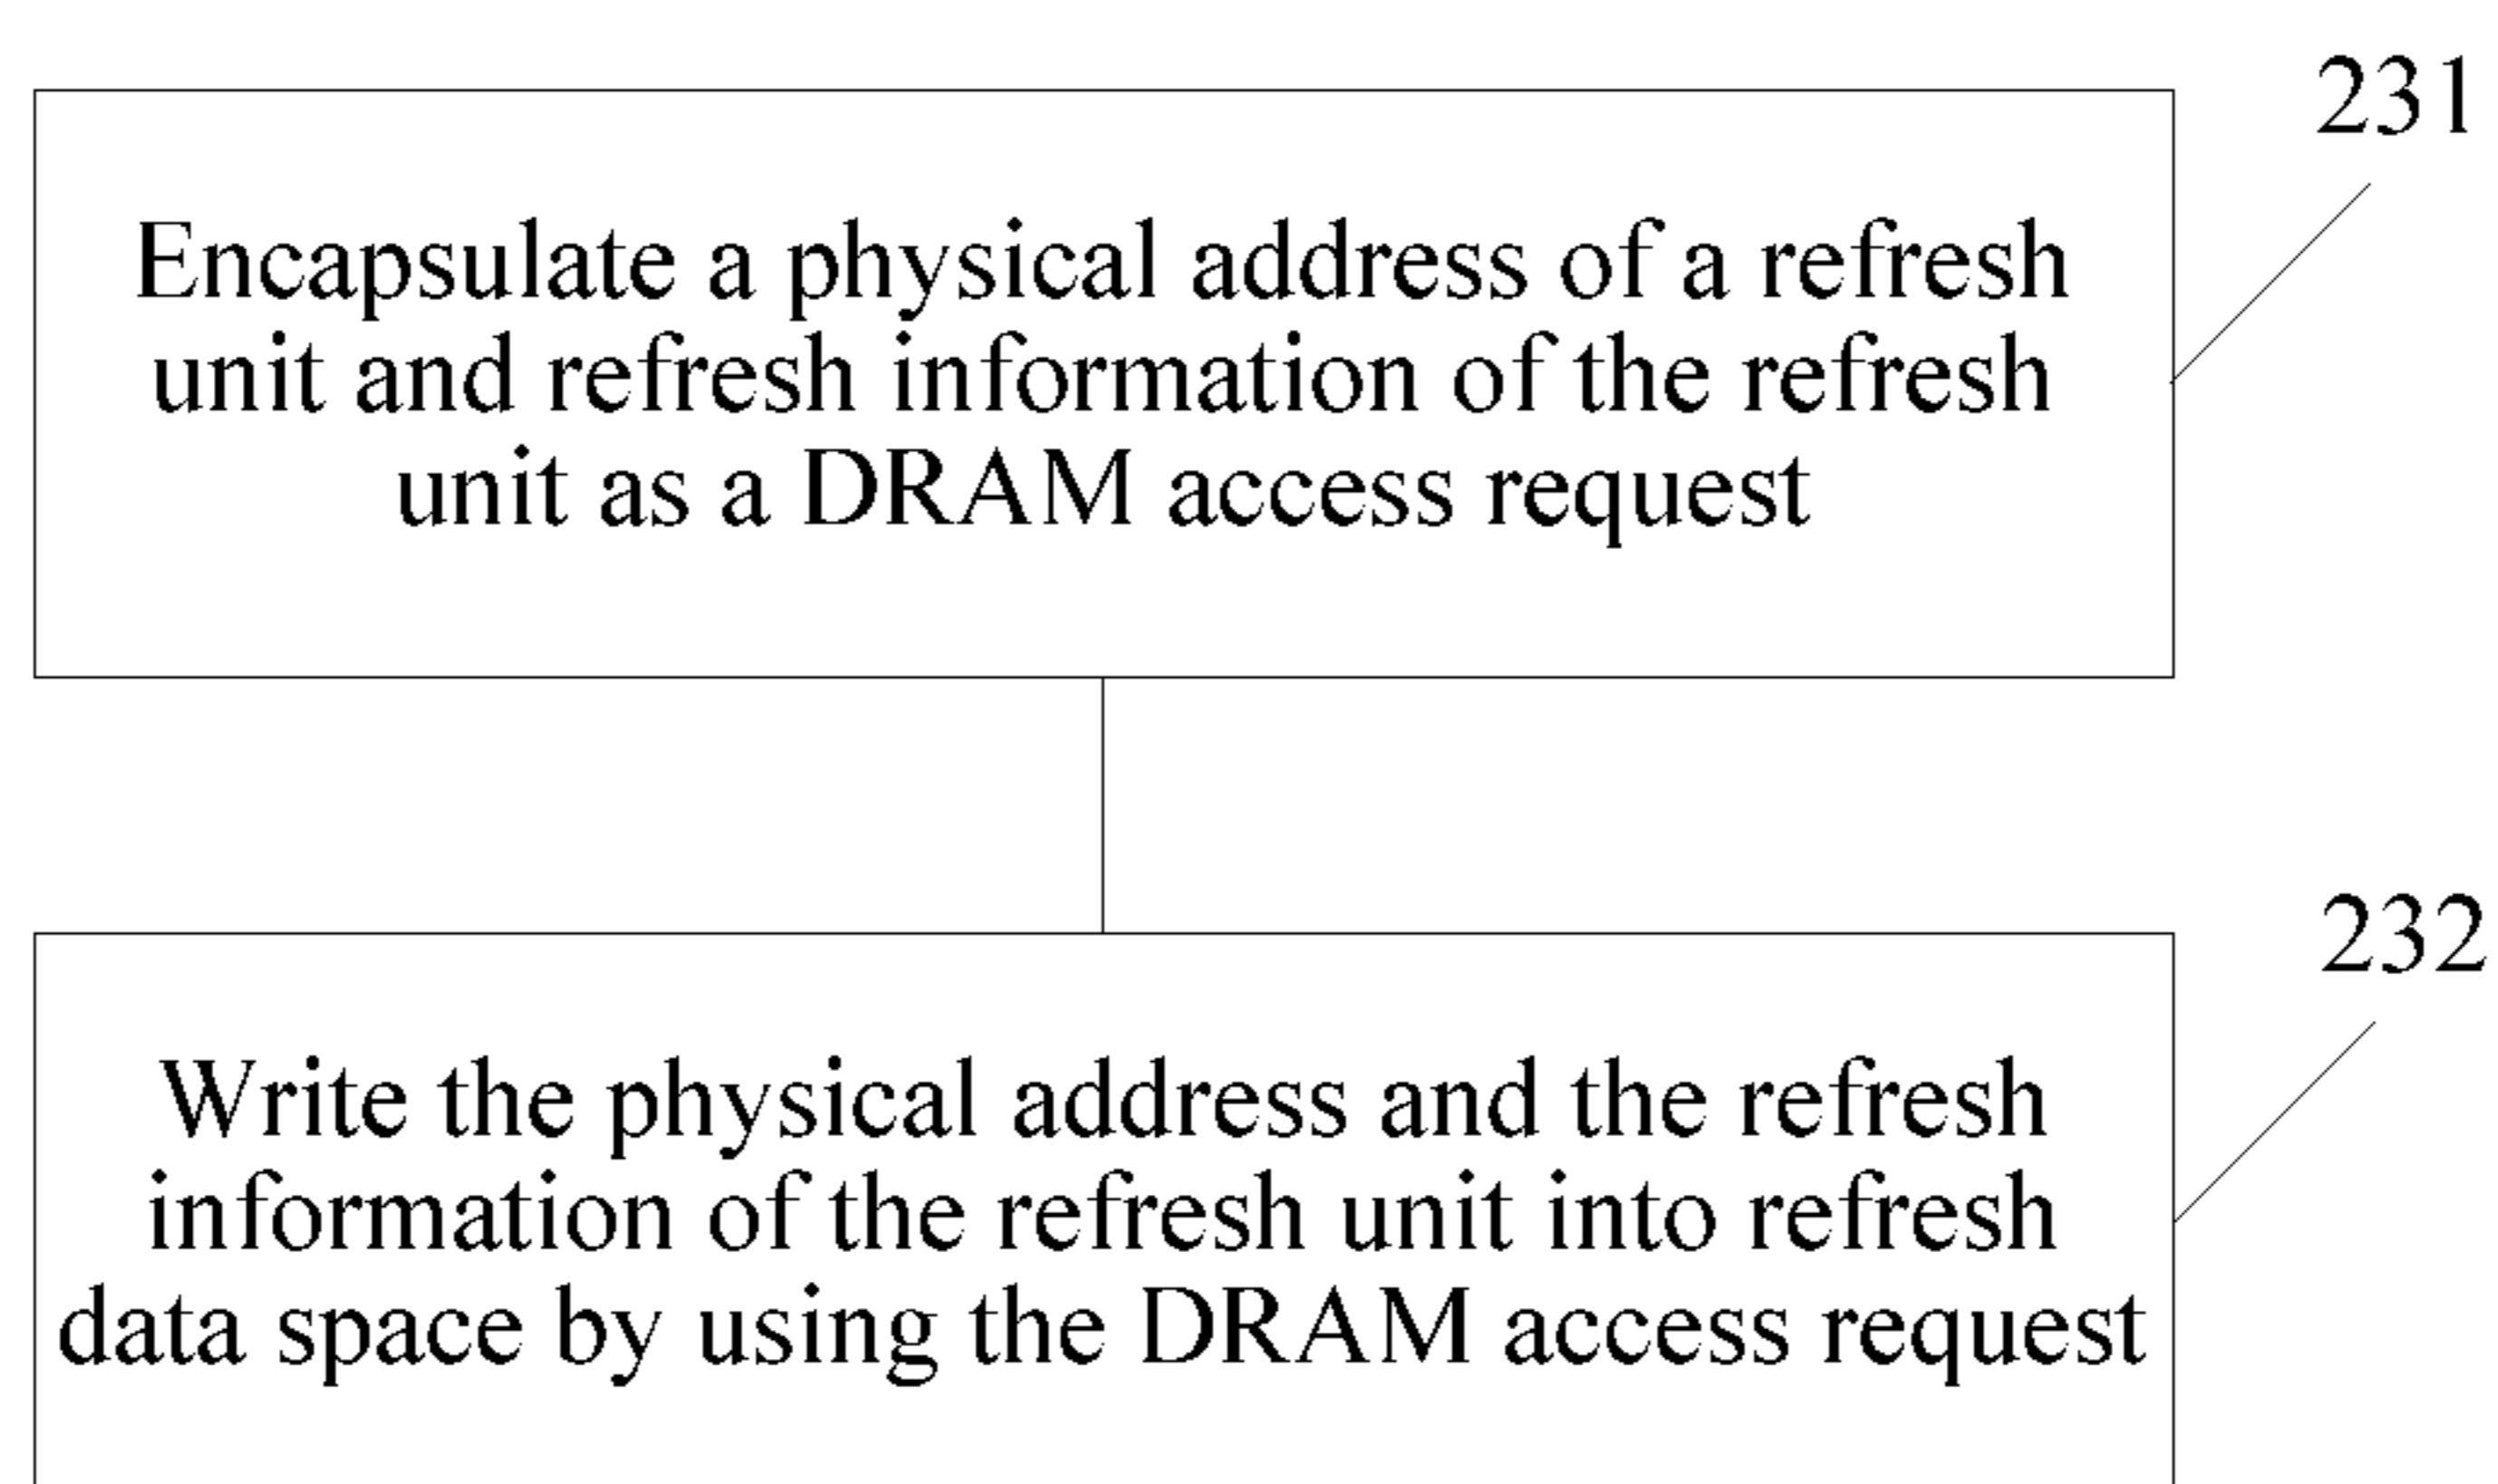 231
Encapsulate a physical address of a refresh
unit and refresh information of the refresh
unit as a DRAM access request
232
Write the physical address and the refresh
information of the refresh unit into refresh
data space by using the DRAM access request